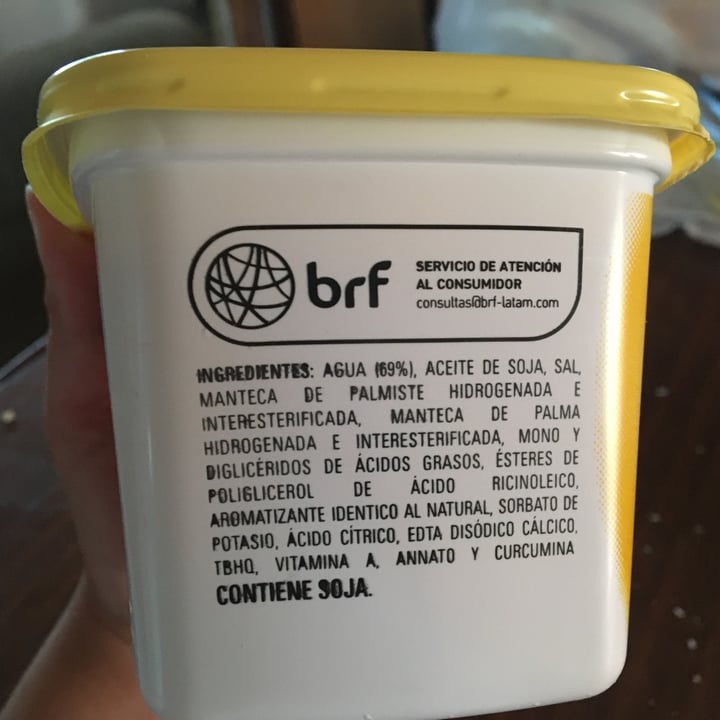 brf
SERVICIO DE ATENCIÓN
AL CONSUMIDOR
consultas@brf-latam.com
INGREDIENTES: AGUA (69%), ACEITE DE SOJA, SAL,
MANTECA DE PALMISTE HIDROGENADA E
INTERESTERIFICADA, MANTECA DE PALMA
HIDROGENADA E INTERESTERIFICADA, MONO Y
DIGLICÉRIDOS DE ÁCIDOS GRASOS, ÉSTERES DE
POLIGLICEROL DE ÁCIDO RICINOLEICO,
AROMATIZANTE IDENTICO AL NATURAL, SORBATO DE
POTASIO, ÁCIDO CÍTRICO, EDTA DISÓDICO CÁLCICO,
TBHQ, VITAMINA A, ANNATO Y CURCUMINA
CONTIENE SOJA.